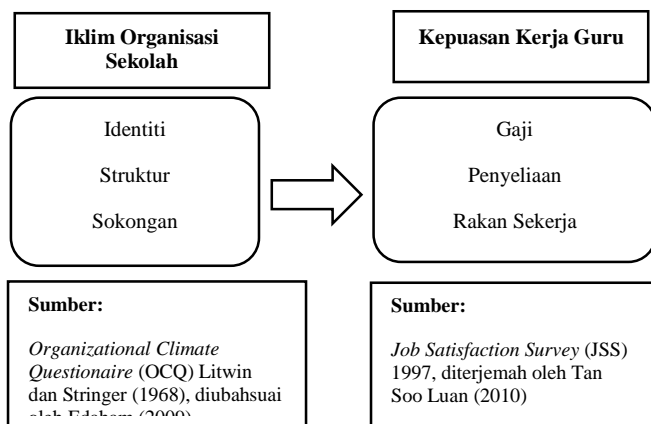 Iklim Organisasi
Sekolah
Kepuasan Kerja Guru
Identiti
Struktur
Sokongan
Gaji
Penyeliaan
Rakan Sekerja
Sumber:
Organizational Climate
Questionaire (OCQ) Litwin
dan Stringer (1968), diubahsuai
Sumber:
Job Satisfaction Survey (JSS)
1997, diterjemah oleh Tan
Soo Luan (2010)